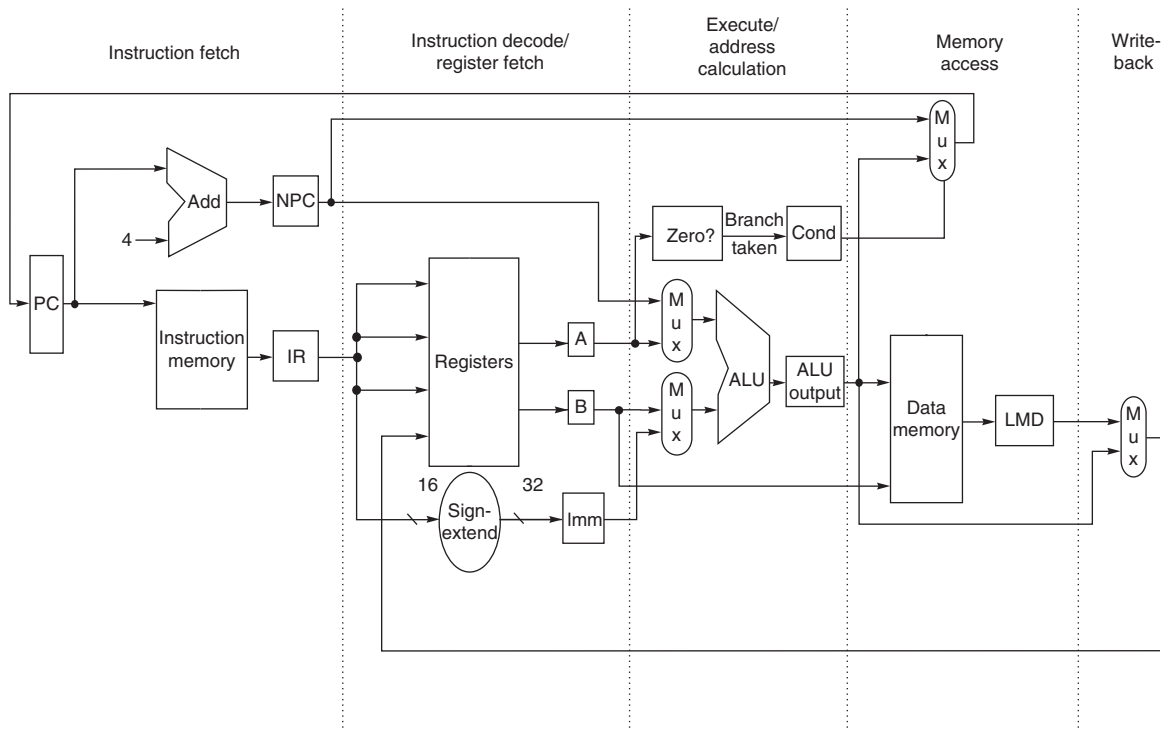 Instruction fetch
Instruction decode/
register fetch
Execute/
address
calculation
Memory
access
Write-
back
M
u
x
Add
NPC
4
Zero?
Branch
taken
Cond
PC
Instruction
memory
IR
Registers
A
B
M
u
x
M
u
x
ALU
ALU
output
Data
memory
LMD
M
u
x
16
32
Sign-
extend
Imm